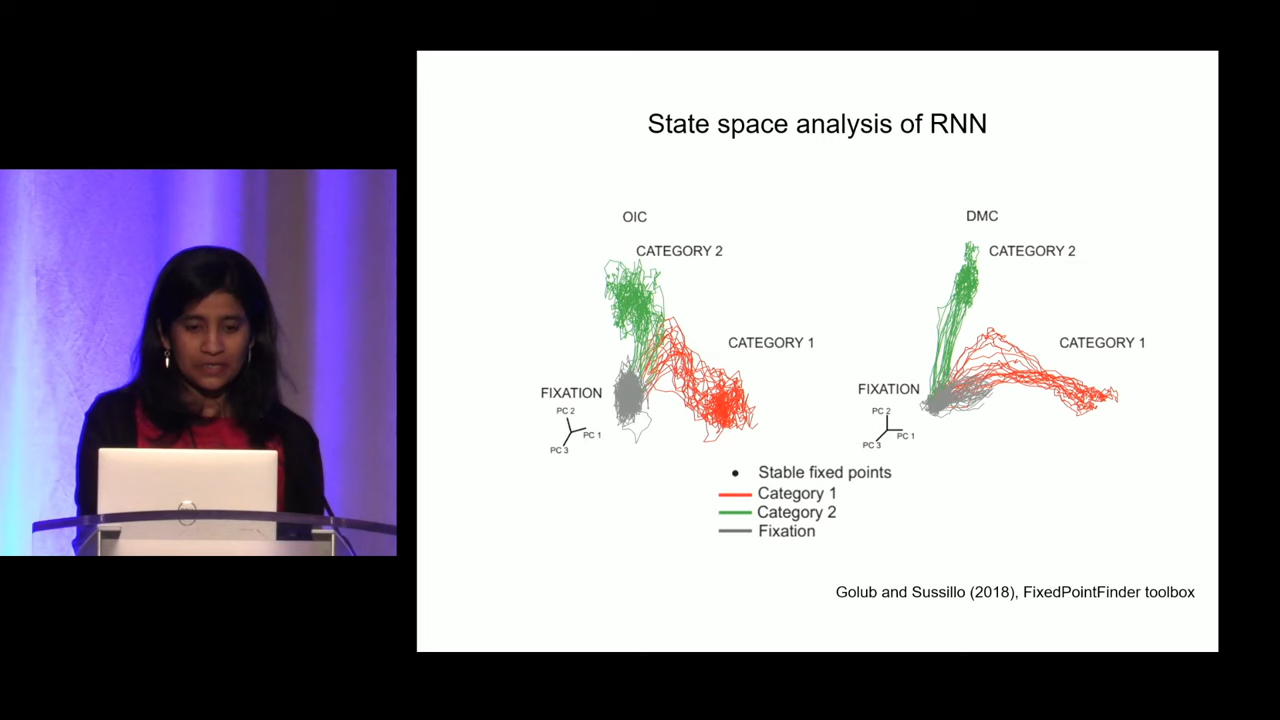 State space analysis of RNN
OIC
CATEGORY 2
CATEGORY 1
FIXATION
PC 2
PC 1
PC 3
DMC
CATEGORY 2
CATEGORY 1
FIXATION
PC 2
PC 1
PC 3
Stable fixed points
Category 1
Category 2
Fixation
Golub and Sussillo (2018), FixedPointFinder toolbox